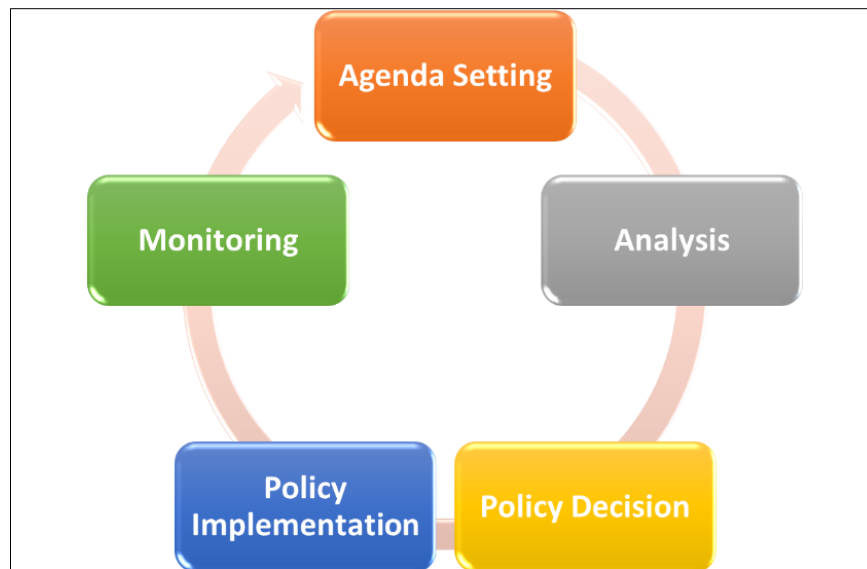 Agenda Setting
Analysis
Policy Decision
Policy
Implementation
Monitoring